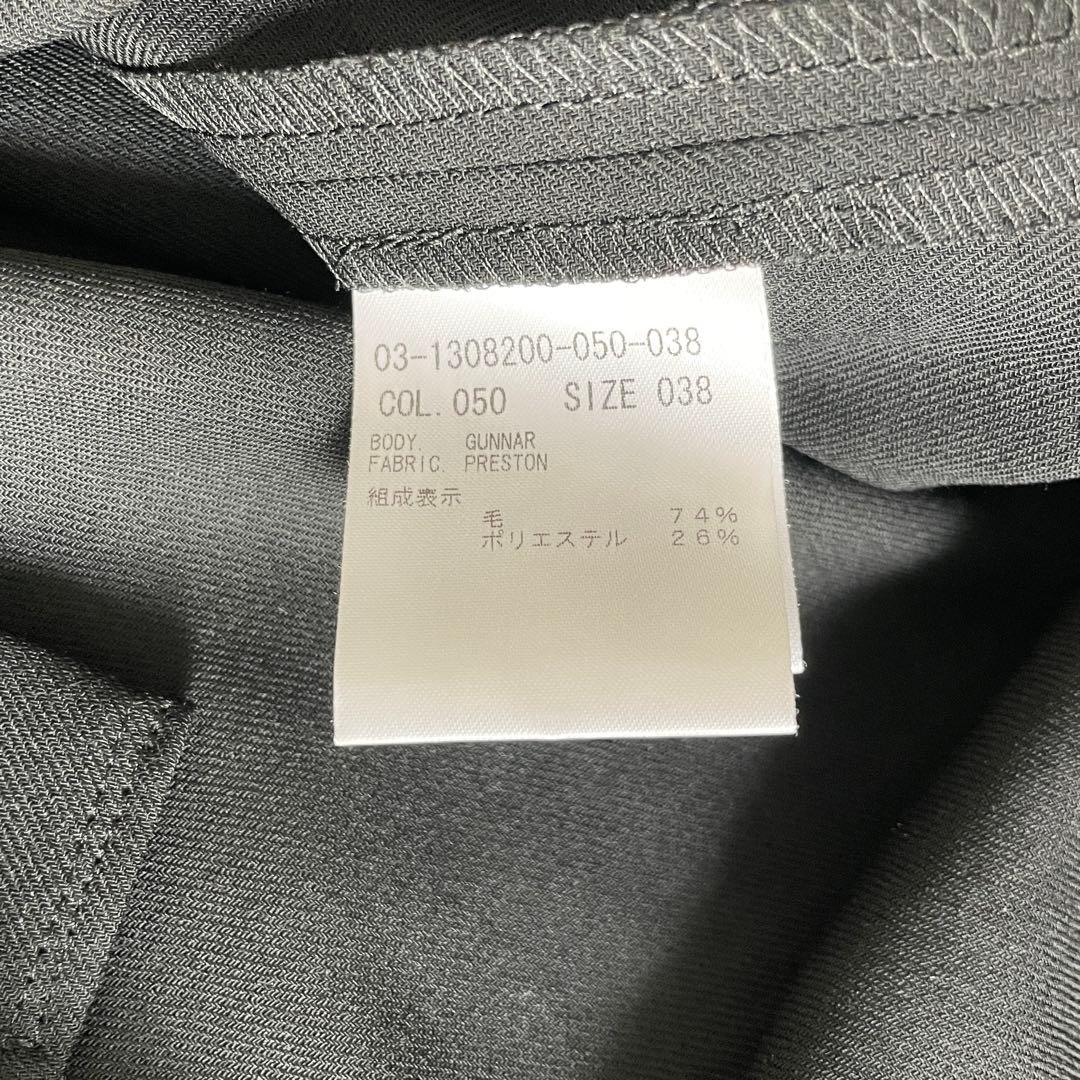 03-1308200-050-038
COL. 050 SIZE 038
BODY. GUNNAR
FABRIC. PRESTON
組成表示
毛 74%
ポリエステル 26%